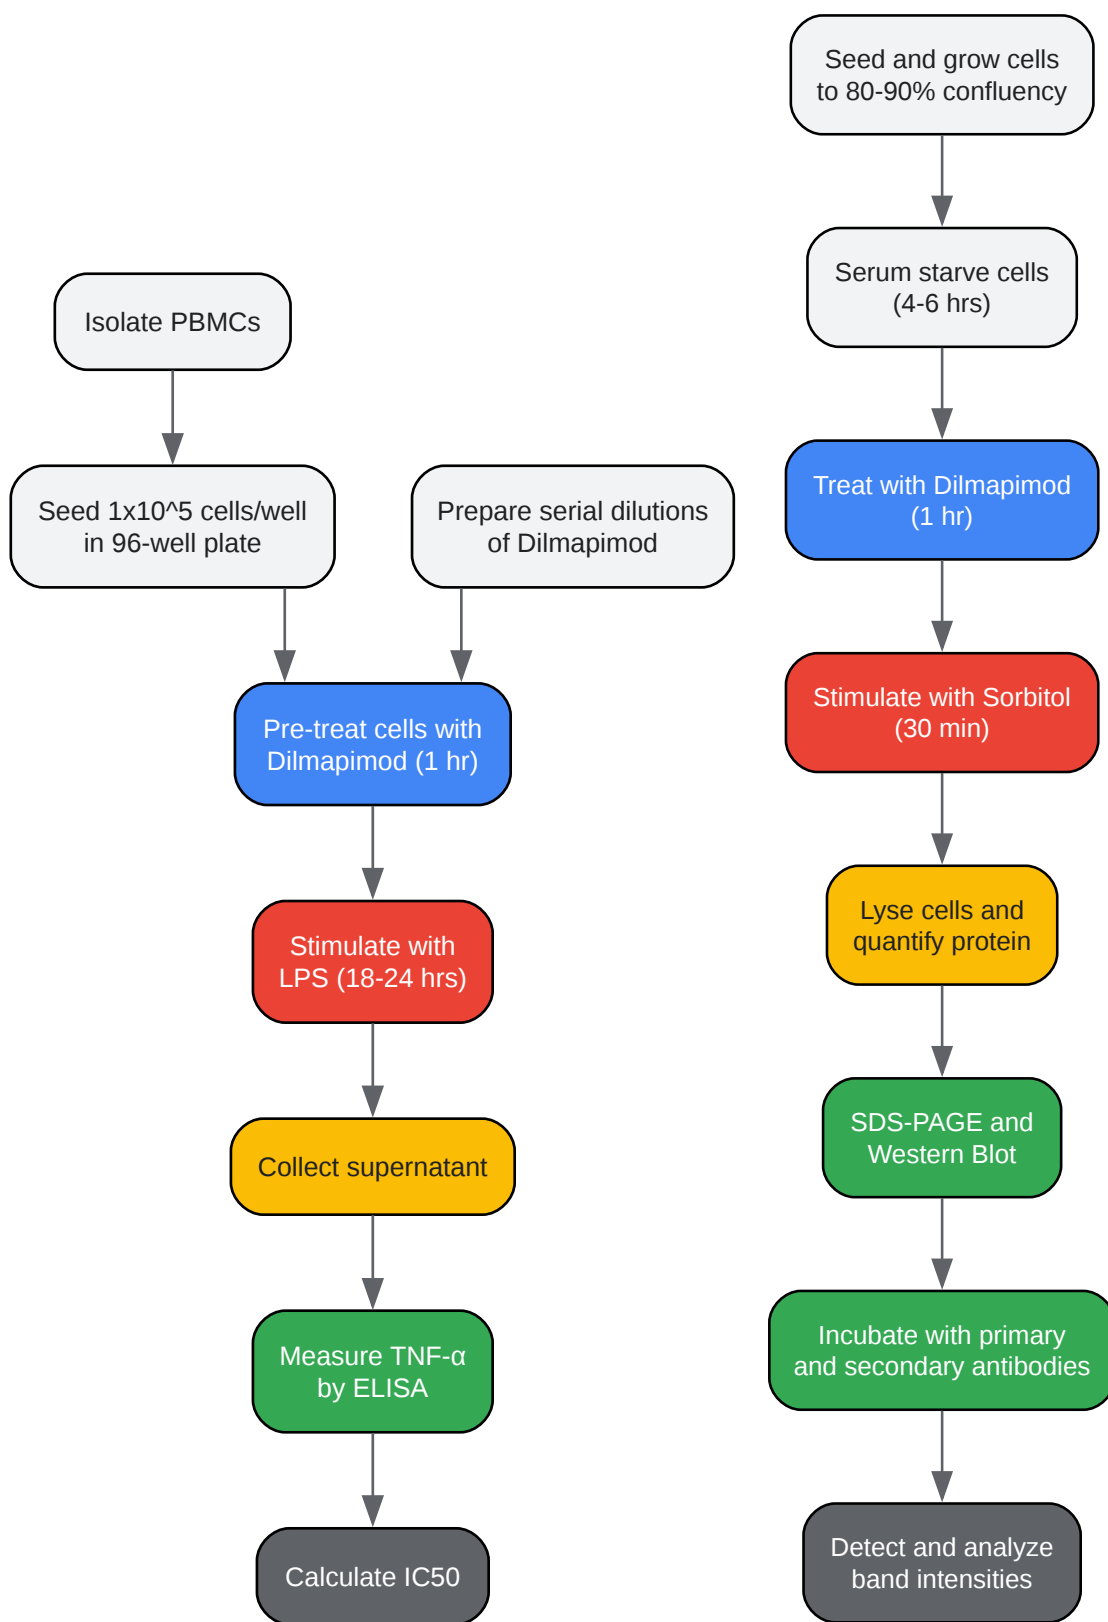 Isolate PBMCs
Seed 1x10^5 cells/well
in 96-well plate
Prepare serial dilutions
of Dilmapimod
Pre-treat cells with
Dilmapimod (1 hr)
Stimulate with
LPS (18-24 hrs)
Collect supernatant
Measure TNF-α
by ELISA
Calculate IC50
Seed and grow cells
to 80-90% confluency
Serum starve cells
(4-6 hrs)
Treat with Dilmapimod
(1 hr)
Stimulate with Sorbitol
(30 min)
Lyse cells and
quantify protein
SDS-PAGE and
Western Blot
Incubate with primary
and secondary antibodies
Detect and analyze
band intensities